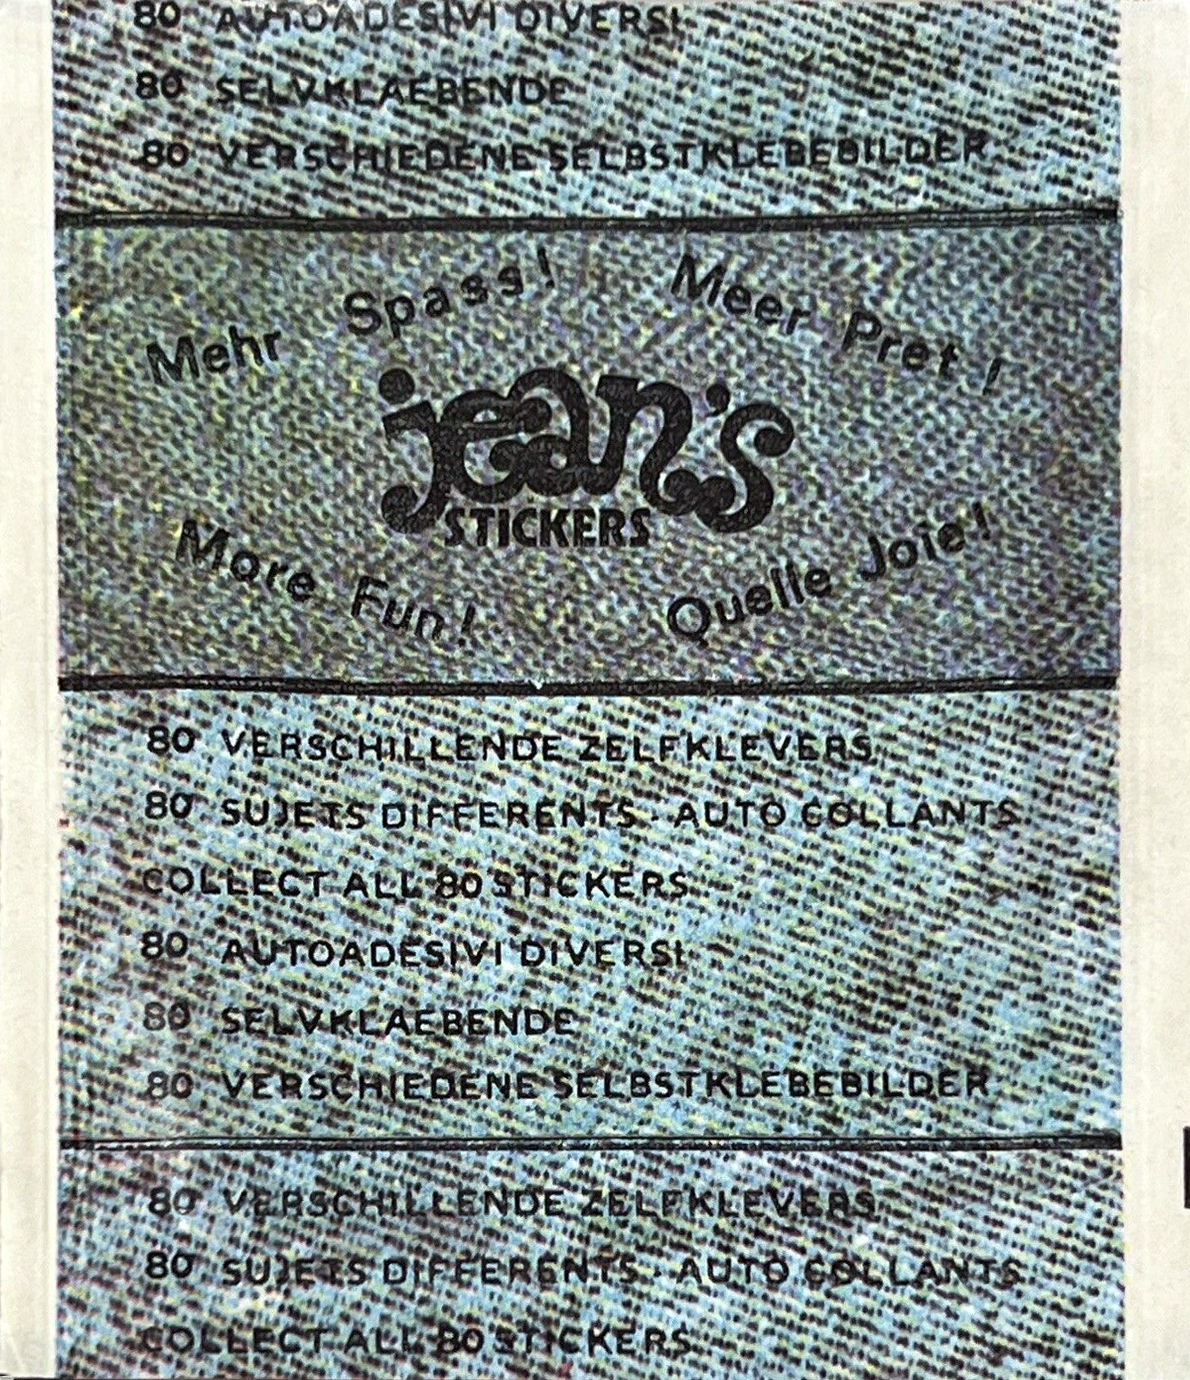 80 AUTOADESIVI DIVERSI
80 SELVKLAEBENDE
80 VERSCHIEDENE SELBSTKLEBEBILDER
Mehr Spass! Meer Pret!
jean's
STICKERS
More Fun! Quelle Joie!
80 VERSCHILLENDE ZELFKLEVERS
80 SUJETS DIFFERENTS - AUTO COLLANTS
COLLECT ALL 80 STICKERS
80 AUTOADESIVI DIVERSI
80 SELVKLAEBENDE
80 VERSCHIEDENE SELBSTKLEBEBILDER
80 VERSCHILLENDE ZELFKLEVERS
80 SUJETS DIFFERENTS - AUTO COLLANTS
COLLECT ALL 80 STICKERS